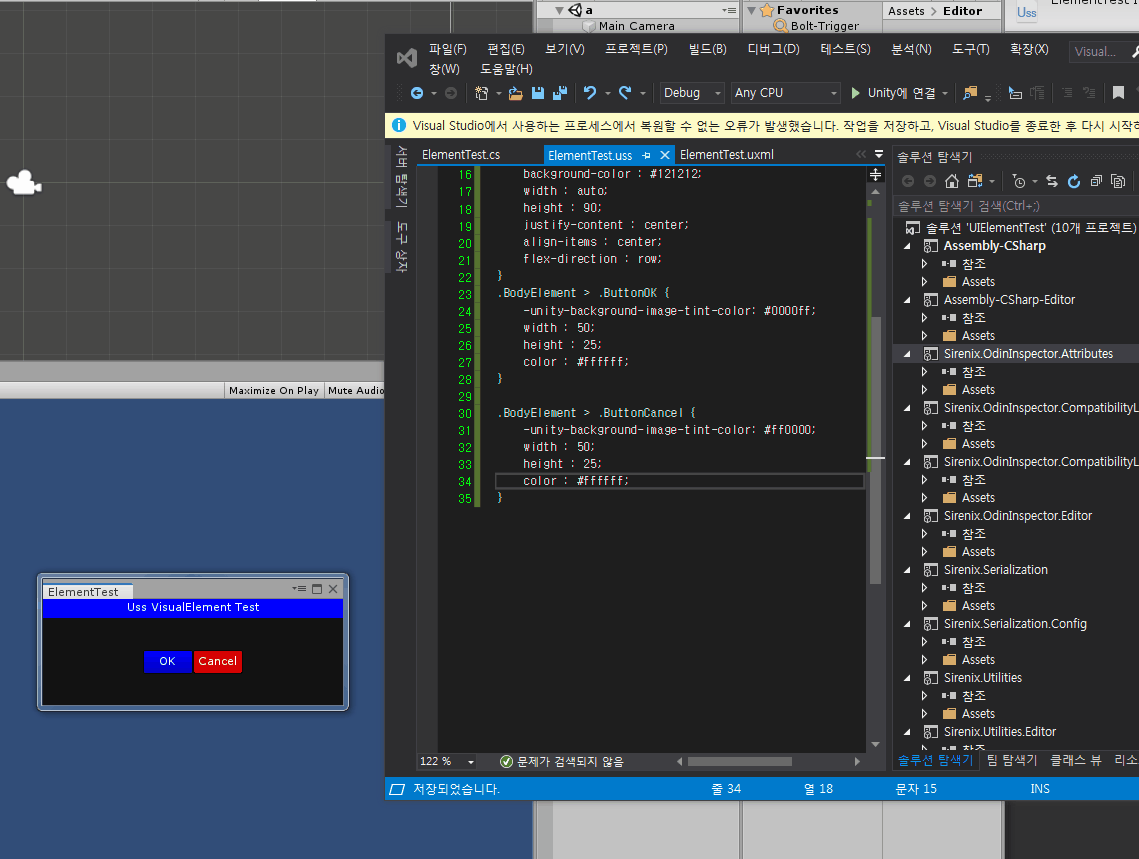 a
Main Camera
Favorites
Bolt-Trigger
Assets
Editor
Uss
파일(F) 편집(E) 보기(V) 프로젝트(P) 빌드(B) 디버그(D) 테스트(S) 분석(N) 도구(T) 확장(X)
Visual...
창(W) 도움말(H)
Debug
Any CPU
Unity에 연결
Visual Studio에서 사용하는 프로세스에서 복원할 수 없는 오류가 발생했습니다. 작업을 저장하고, Visual Studio를 종료한 후 다시 시작하
서버 탐색기
도구 상자
ElementTest.cs
ElementTest.uss
ElementTest.uxml
16 background-color : #121212;
17 width : auto;
18 height : 90;
19 justify-content : center;
20 align-items : center;
21 flex-direction : row;
22 }
23 .BodyElement > .ButtonOK {
24 -unity-background-image-tint-color: #0000ff;
25 width : 50;
26 height : 25;
27 color : #ffffff;
28 }
29
30 .BodyElement > .ButtonCancel {
31 -unity-background-image-tint-color: #ff0000;
32 width : 50;
33 height : 25;
34 color : #ffffff;
35 }
122 %
문제가 검색되지 않음
솔루션 탐색기
솔루션 탐색기 검색(Ctrl+;)
솔루션 'UIElementTest' (10개 프로젝트)
Assembly-CSharp
참조
Assets
Assembly-CSharp-Editor
참조
Assets
Sirenix.OdinInspector.Attributes
참조
Assets
Sirenix.OdinInspector.CompatibilityL
참조
Assets
Sirenix.OdinInspector.CompatibilityL
참조
Assets
Sirenix.OdinInspector.Editor
참조
Assets
Sirenix.Serialization
참조
Assets
Sirenix.Serialization.Config
참조
Assets
Sirenix.Utilities
참조
Assets
Sirenix.Utilities.Editor
참조
솔루션 탐색기 팀 탐색기 클래스 뷰 리소
저장되었습니다.
줄 34
열 18
문자 15
INS
Maximize On Play
Mute Audio
ElementTest
Uss VisualElement Test
OK
Cancel